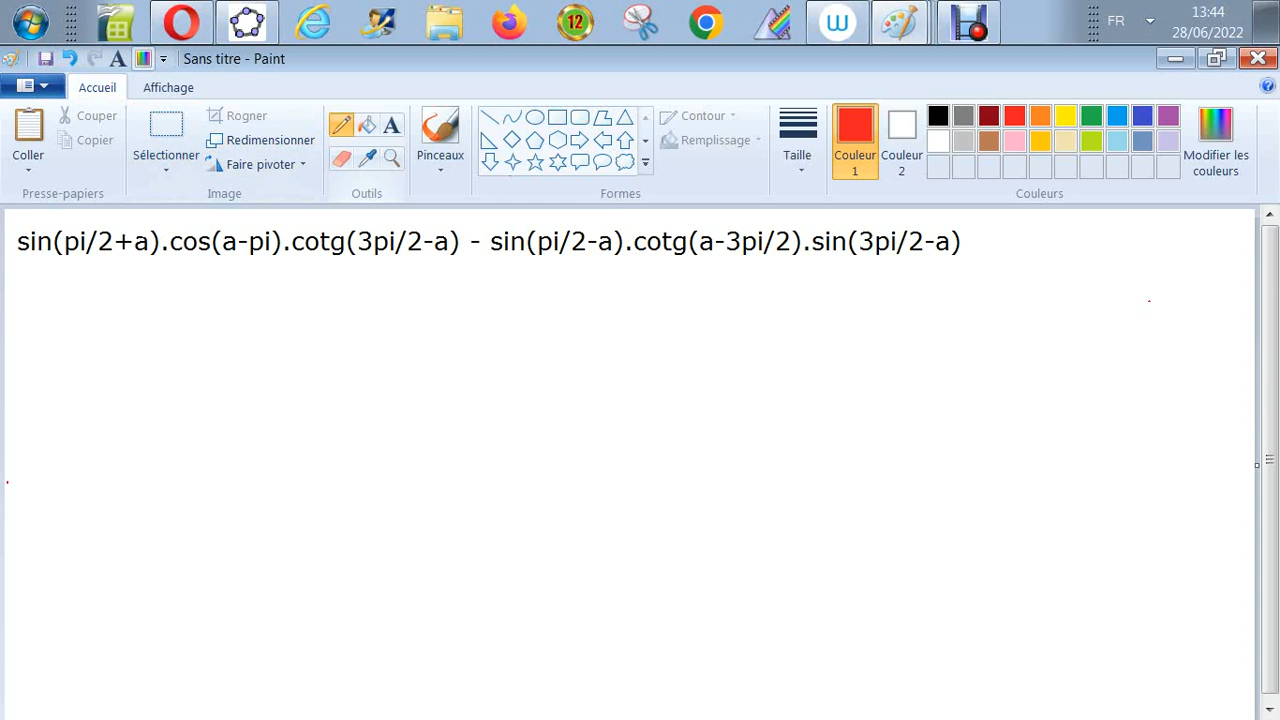 12
W
FR
13:44
28/06/2022
Sans titre - Paint
Accueil
Affichage
Coller
Couper
Copier
Presse-papiers
Sélectionner
Rogner
Redimensionner
Faire pivoter
Image
A
Outils
Pinceaux
Contour
Remplissage
Formes
Taille
Couleur 1
Couleur 2
Modifier les couleurs
Couleurs
sin(pi/2+a).cos(a-pi).cotg(3pi/2-a) - sin(pi/2-a).cotg(a-3pi/2).sin(3pi/2-a)